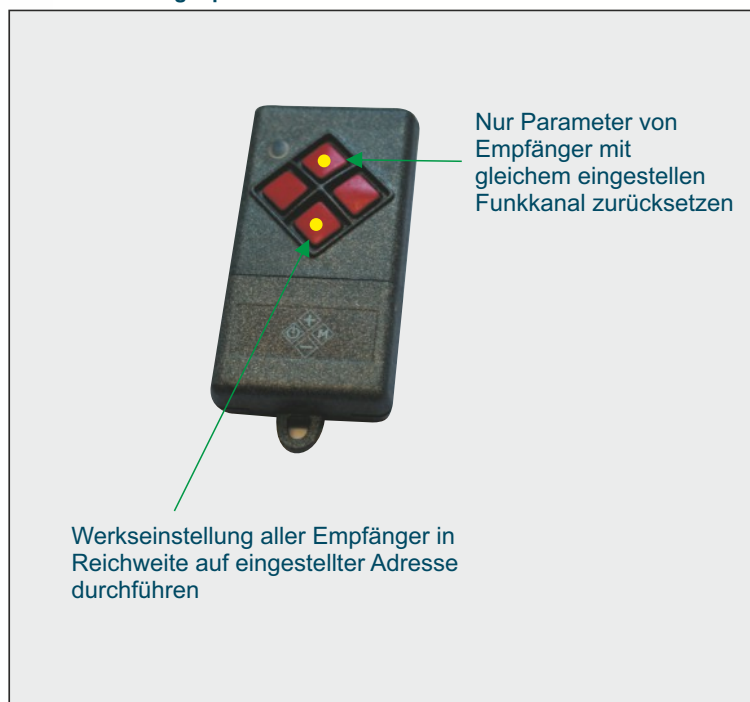 Nur Parameter von
Empfänger mit
gleichem eingestellen
Funkkanal zurücksetzen
+
M
−
Werkseinstellung aller Empfänger in
Reichweite auf eingestellter Adresse
durchführen